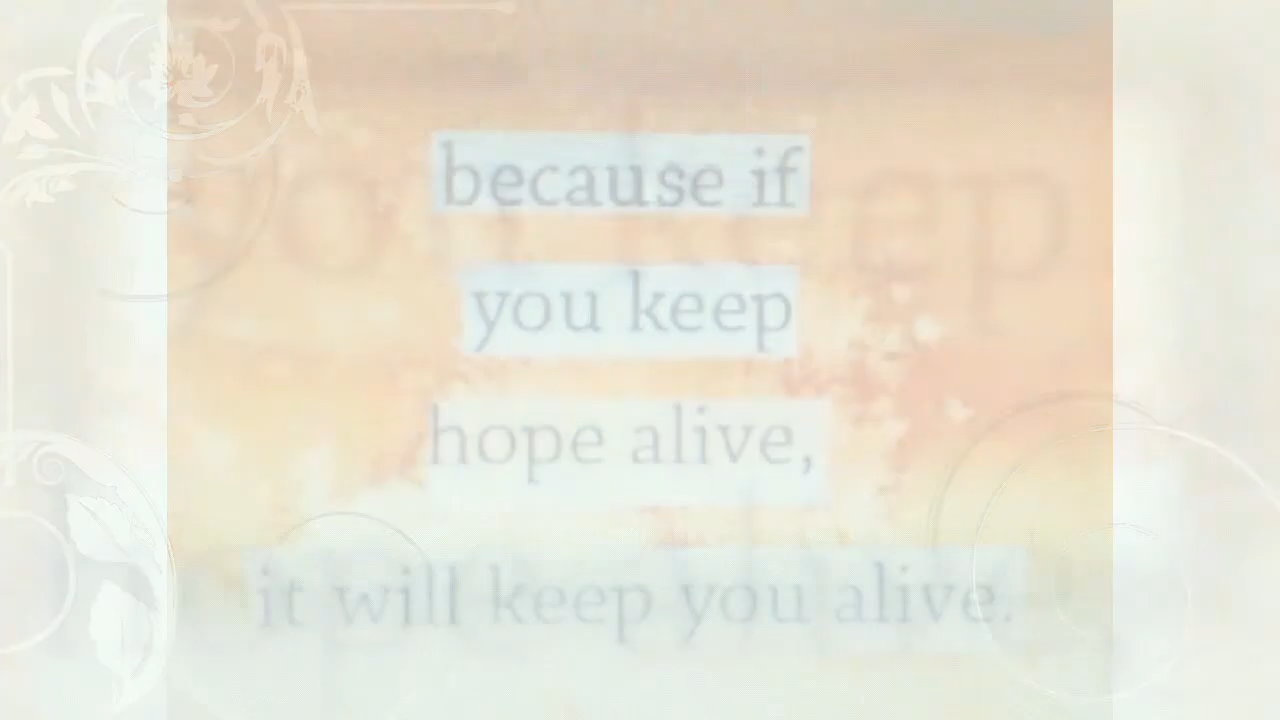 because if
you keep
hope alive,
it will keep you alive.